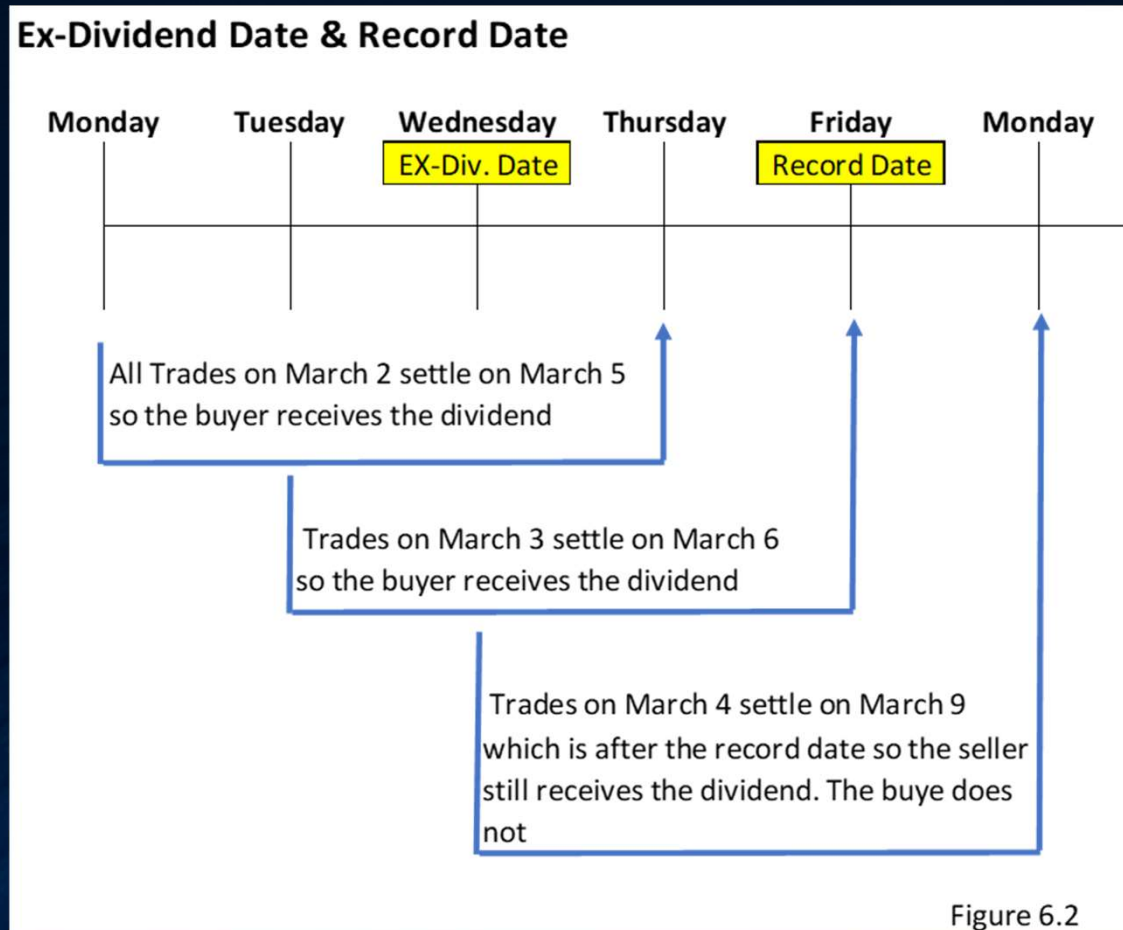 Ex-Dividend Date & Record Date
Monday Tuesday Wednesday Thursday Friday Monday
EX-Div. Date Record Date
All Trades on March 2 settle on March 5
so the buyer receives the dividend
Trades on March 3 settle on March 6
so the buyer receives the dividend
Trades on March 4 settle on March 9
which is after the record date so the seller
still receives the dividend. The buye does
not
Figure 6.2